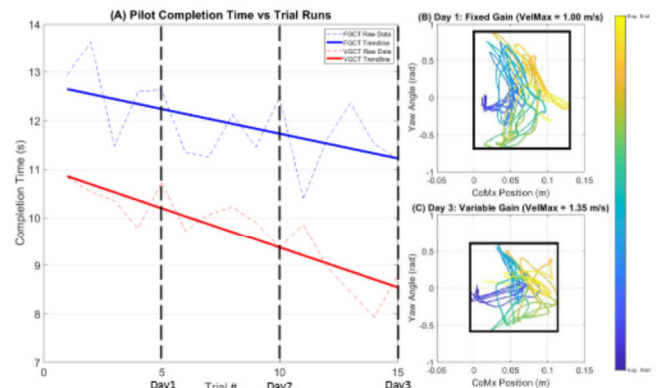 (A) Pilot Completion Time vs Trial Runs
FGCT Raw Data
FGCT Trendline
VGCT Raw Data
VGCT Trendline
Completion Time (s)
14
13
12
11
10
9
8
7
0
5
10
15
Day1
Day2
Day3
Trial #
(B) Day 1: Fixed Gain (VelMax = 1.00 m/s)
Yaw Angle (rad)
1
0.5
0
-0.5
-1
-0.05
0
0.05
0.1
0.15
CoMx Position (m)
(C) Day 3: Variable Gain (VelMax = 1.35 m/s)
Yaw Angle (rad)
1
0.5
0
-0.5
-1
-0.05
0
0.05
0.1
0.15
CoMx Position (m)
Exp. End
Exp. Start